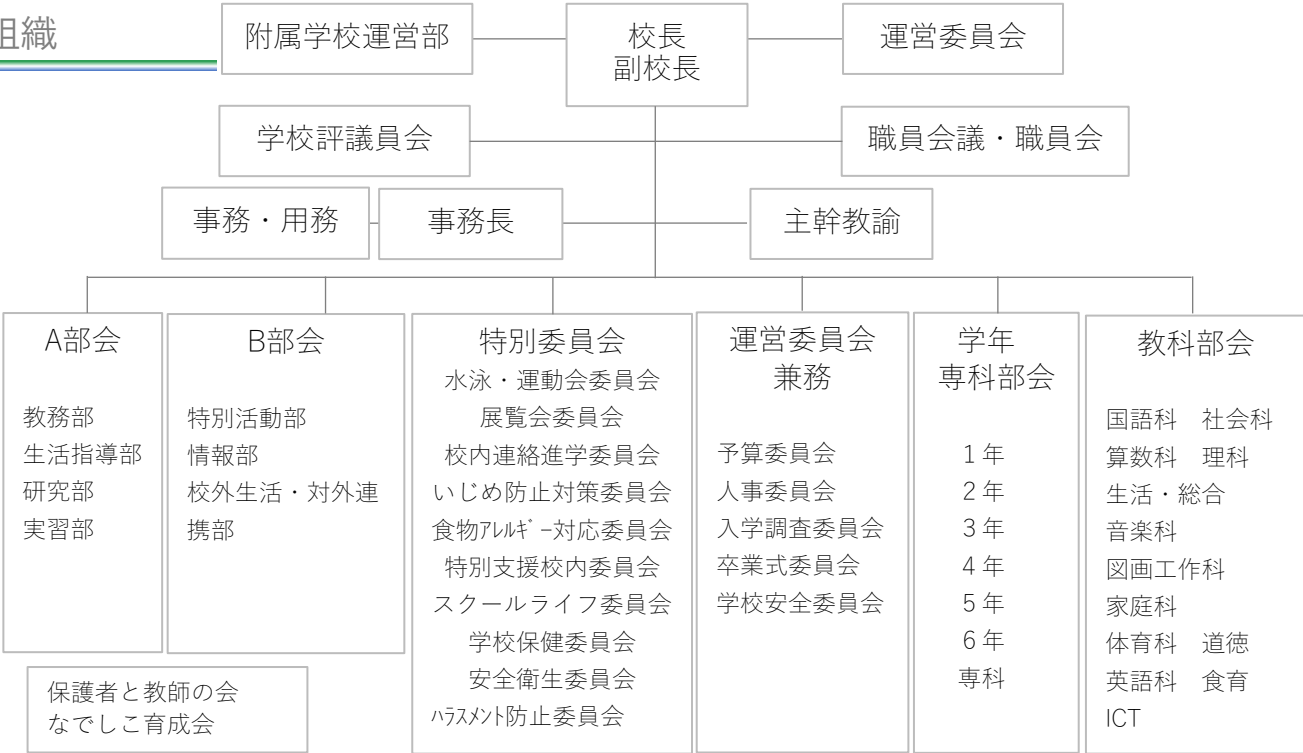 組織
附属学校運営部
校長
副校長
運営委員会
学校評議員会
職員会議・職員会
事務・用務
事務長
主幹教諭
A部会
教務部
生活指導部
研究部
実習部
B部会
特別活動部
情報部
校外生活・対外連
携部
特別委員会
水泳・運動会委員会
展覧会委員会
校内連絡進学委員会
いじめ防止対策委員会
食物ｱﾚﾙｷﾞｰ対応委員会
特別支援校内委員会
スクールライフ委員会
学校保健委員会
安全衛生委員会
ﾊﾗｽﾒﾝﾄ防止委員会
運営委員会
兼務
予算委員会
人事委員会
入学調査委員会
卒業式委員会
学校安全委員会
学年
専科部会
1年
2年
3年
4年
5年
6年
専科
教科部会
国語科　社会科
算数科　理科
生活・総合
音楽科
図画工作科
家庭科
体育科　道徳
英語科　食育
ICT
保護者と教師の会
なでしこ育成会